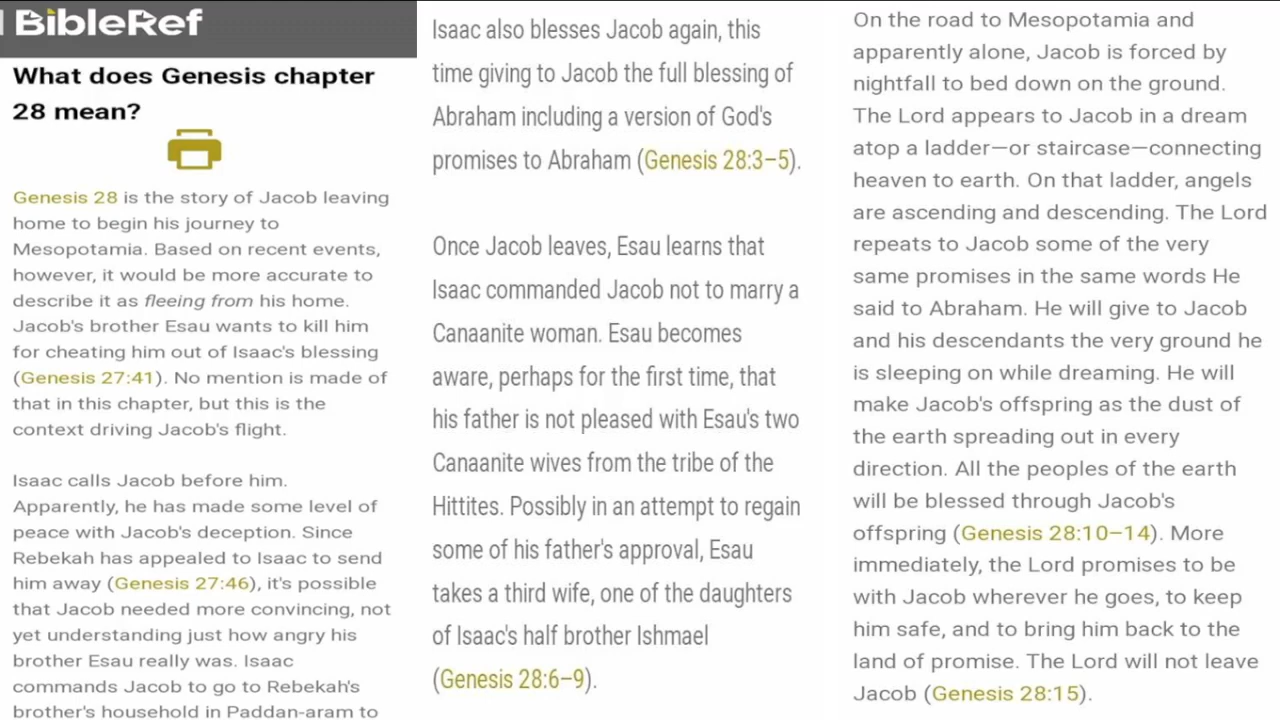 BibleRef
What does Genesis chapter
28 mean?
Genesis 28 is the story of Jacob leaving
home to begin his journey to
Mesopotamia. Based on recent events,
however, it would be more accurate to
describe it as fleeing from his home.
Jacob's brother Esau wants to kill him
for cheating him out of Isaac's blessing
(Genesis 27:41). No mention is made of
that in this chapter, but this is the
context driving Jacob's flight.
Isaac calls Jacob before him.
Apparently, he has made some level of
peace with Jacob's deception. Since
Rebekah has appealed to Isaac to send
him away (Genesis 27:46), it's possible
that Jacob needed more convincing, not
yet understanding just how angry his
brother Esau really was. Isaac
commands Jacob to go to Rebekah's
brother's household in Paddan-aram to
Isaac also blesses Jacob again, this
time giving to Jacob the full blessing of
Abraham including a version of God's
promises to Abraham (Genesis 28:3–5).
Once Jacob leaves, Esau learns that
Isaac commanded Jacob not to marry a
Canaanite woman. Esau becomes
aware, perhaps for the first time, that
his father is not pleased with Esau's two
Canaanite wives from the tribe of the
Hittites. Possibly in an attempt to regain
some of his father's approval, Esau
takes a third wife, one of the daughters
of Isaac's half brother Ishmael
(Genesis 28:6–9).
On the road to Mesopotamia and
apparently alone, Jacob is forced by
nightfall to bed down on the ground.
The Lord appears to Jacob in a dream
atop a ladder—or staircase—connecting
heaven to earth. On that ladder, angels
are ascending and descending. The Lord
repeats to Jacob some of the very
same promises in the same words He
said to Abraham. He will give to Jacob
and his descendants the very ground he
is sleeping on while dreaming. He will
make Jacob's offspring as the dust of
the earth spreading out in every
direction. All the peoples of the earth
will be blessed through Jacob's
offspring (Genesis 28:10–14). More
immediately, the Lord promises to be
with Jacob wherever he goes, to keep
him safe, and to bring him back to the
land of promise. The Lord will not leave
Jacob (Genesis 28:15).